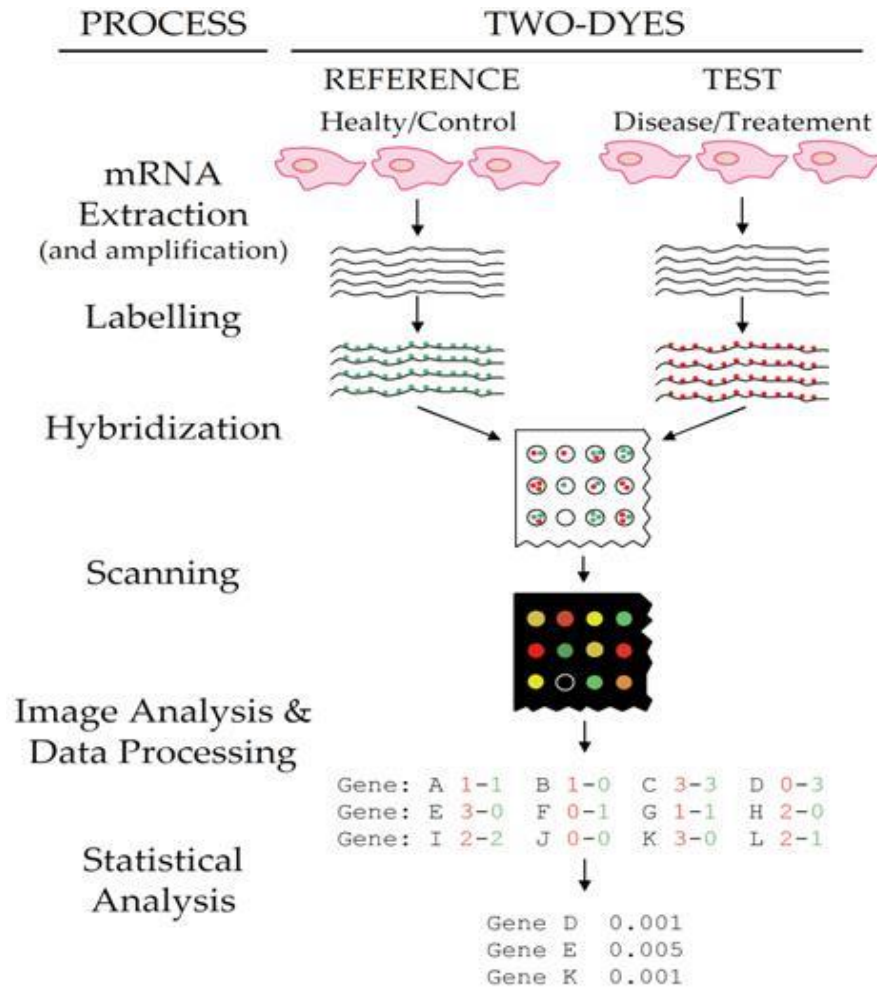 PROCESS TWO-DYES
REFERENCE TEST
Healty/Control Disease/Treatement
mRNA
Extraction
(and amplification)
Labelling
Hybridization
Scanning
Image Analysis &
Data Processing
Gene: A 1-1 B 1-0 C 3-3 D 0-3
Gene: E 3-0 F 0-1 G 1-1 H 2-0
Gene: I 2-2 J 0-0 K 3-0 L 2-1
Statistical
Analysis
Gene D 0.001
Gene E 0.005
Gene K 0.001